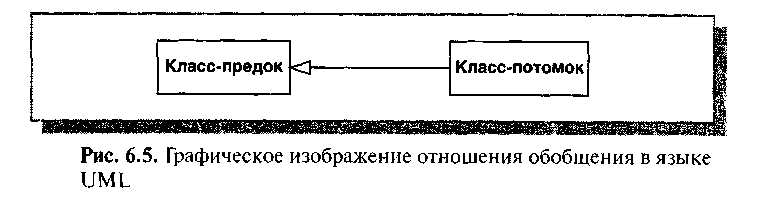 Класс-предок Класс-потомок
Рис. 6.5. Графическое изображение отношения обобщения в языке
UML